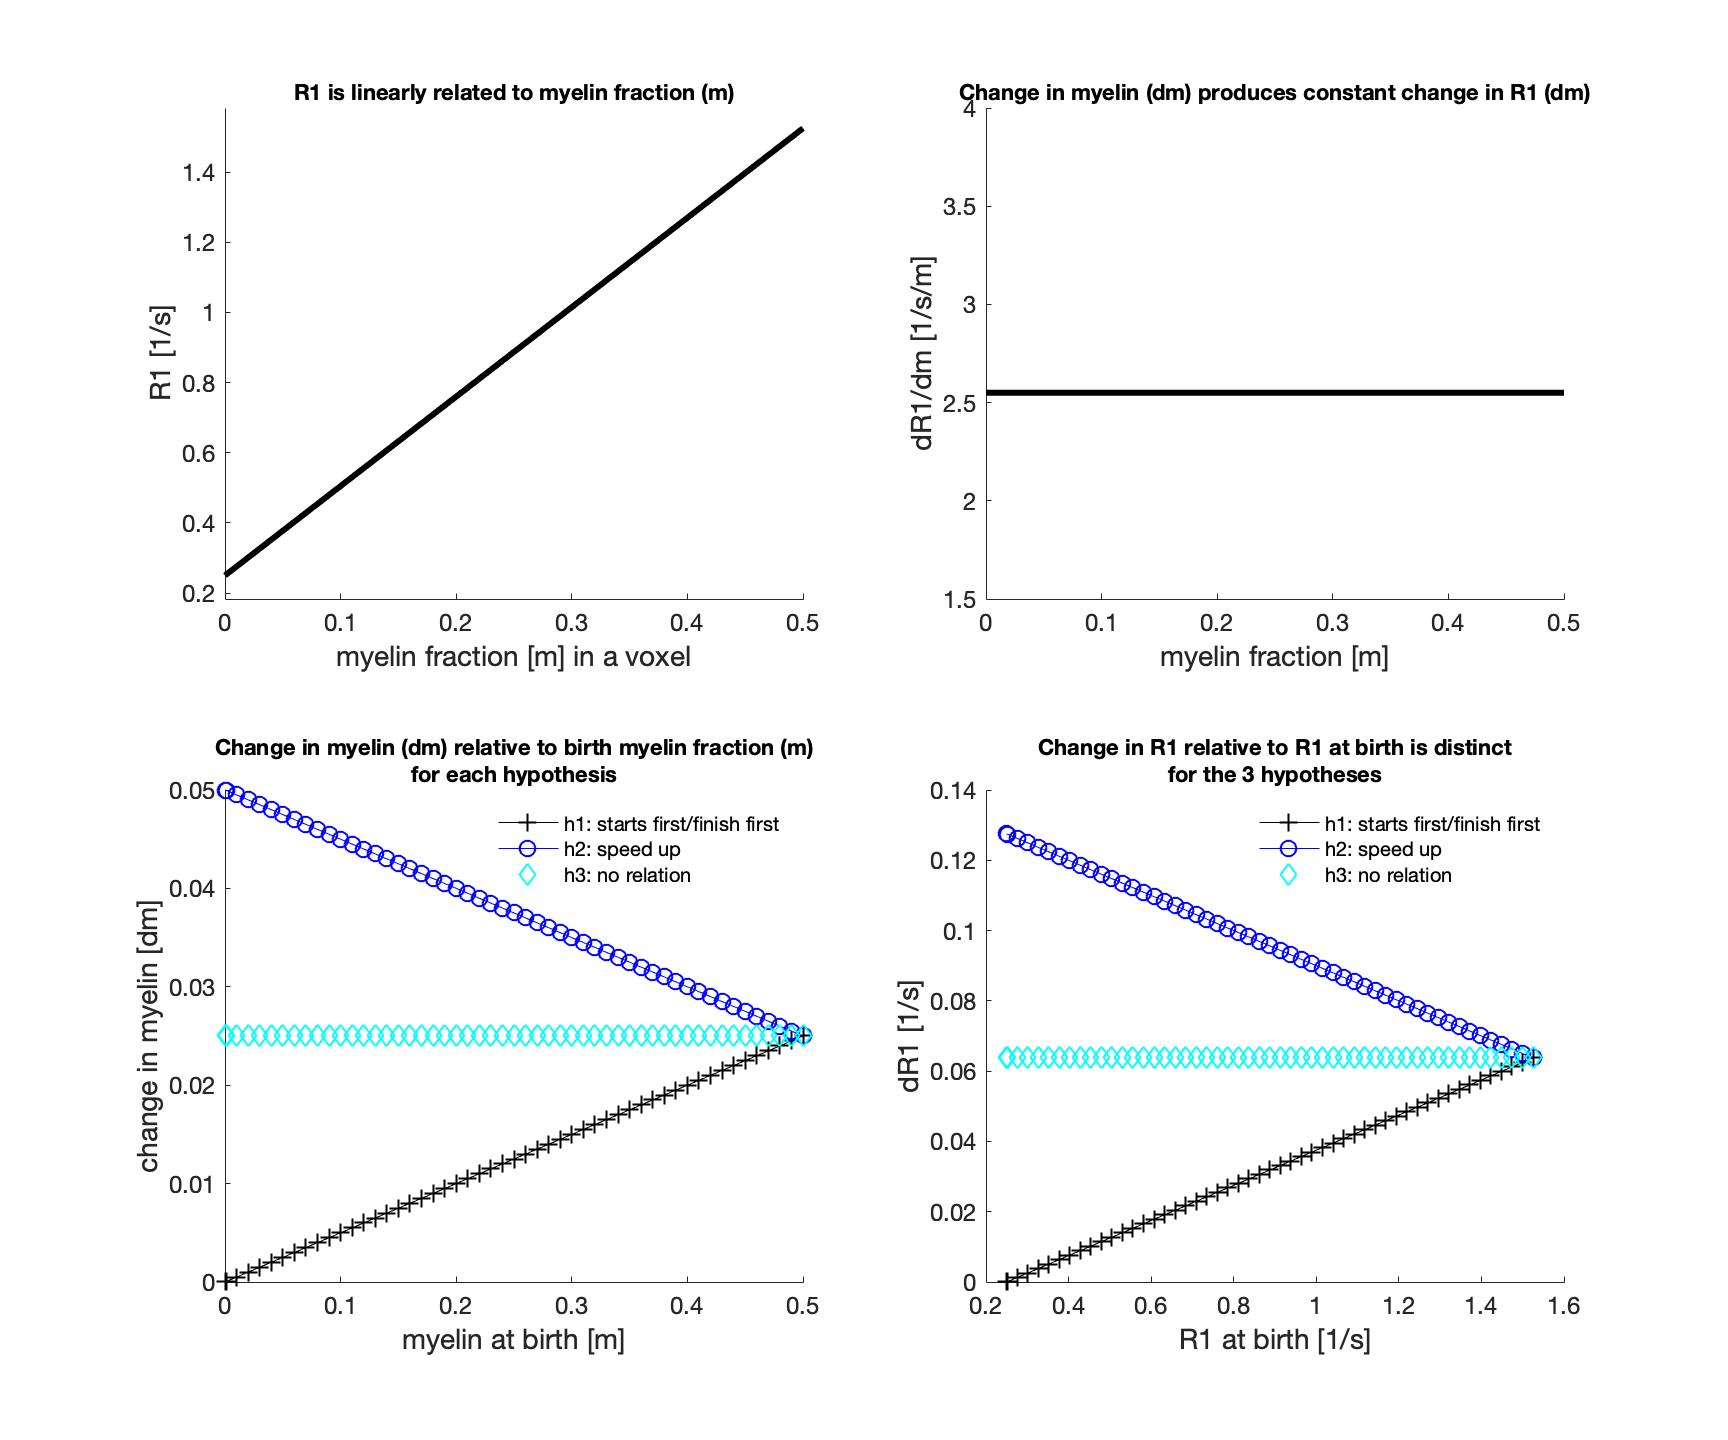 R1 is linearly related to myelin fraction (m)
R1 [1/s]
1.4
1.2
1
0.8
0.6
0.4
0.2
0 0.1 0.2 0.3 0.4 0.5
myelin fraction [m] in a voxel
Change in myelin (dm) produces constant change in R1 (dm)
dR1/dm [1/s/m]
4
3.5
3
2.5
2
1.5
0 0.1 0.2 0.3 0.4 0.5
myelin fraction [m]
Change in myelin (dm) relative to birth myelin fraction (m)
for each hypothesis
change in myelin [dm]
0.05
0.04
0.03
0.02
0.01
0
h1: starts first/finish first
h2: speed up
h3: no relation
0 0.1 0.2 0.3 0.4 0.5
myelin at birth [m]
Change in R1 relative to R1 at birth is distinct
for the 3 hypotheses
dR1 [1/s]
0.14
0.12
0.1
0.08
0.06
0.04
0.02
0
h1: starts first/finish first
h2: speed up
h3: no relation
0.2 0.4 0.6 0.8 1 1.2 1.4 1.6
R1 at birth [1/s]